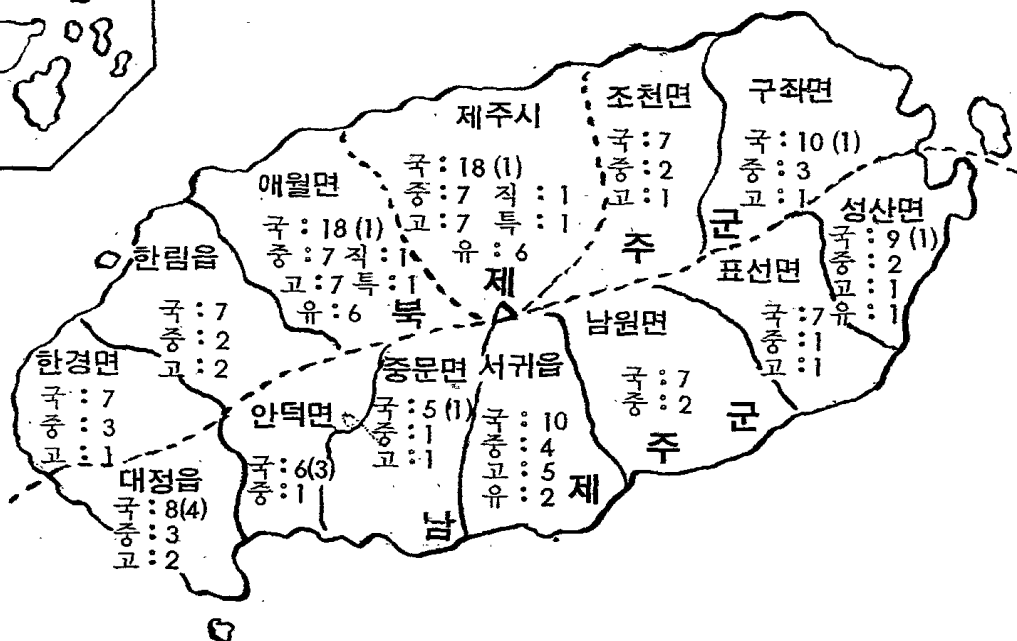 제주시
국 : 18 (1)
중 : 7 직 : 1
고 : 7 특 : 1
유 : 6
조천면
국 : 7
중 : 2
고 : 1
구좌면
국 : 10 (1)
중 : 3
고 : 1
애월면
국 : 18 (1)
중 : 7 직 : 1
고 : 7 특 : 1
유 : 6
한림읍
국 : 7
중 : 2
고 : 2
한경면
국 : 7
중 : 3
고 : 1
대정읍
국 : 8(4)
중 : 3
고 : 2
안덕면
국 : 6(3)
중 : 1
중문면
국 : 5 (1)
중 : 1
고 : 1
서귀읍
국 : 10
중 : 4
고 : 5
유 : 2
남원면
국 : 7
중 : 2
표선면
국 : 7
중 : 1
고 : 1
성산면
국 : 9 (1)
중 : 2
고 : 1
유 : 1
북 제 주 군
남 제 주 군